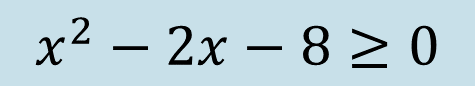 x² − 2x − 8 ≥ 0